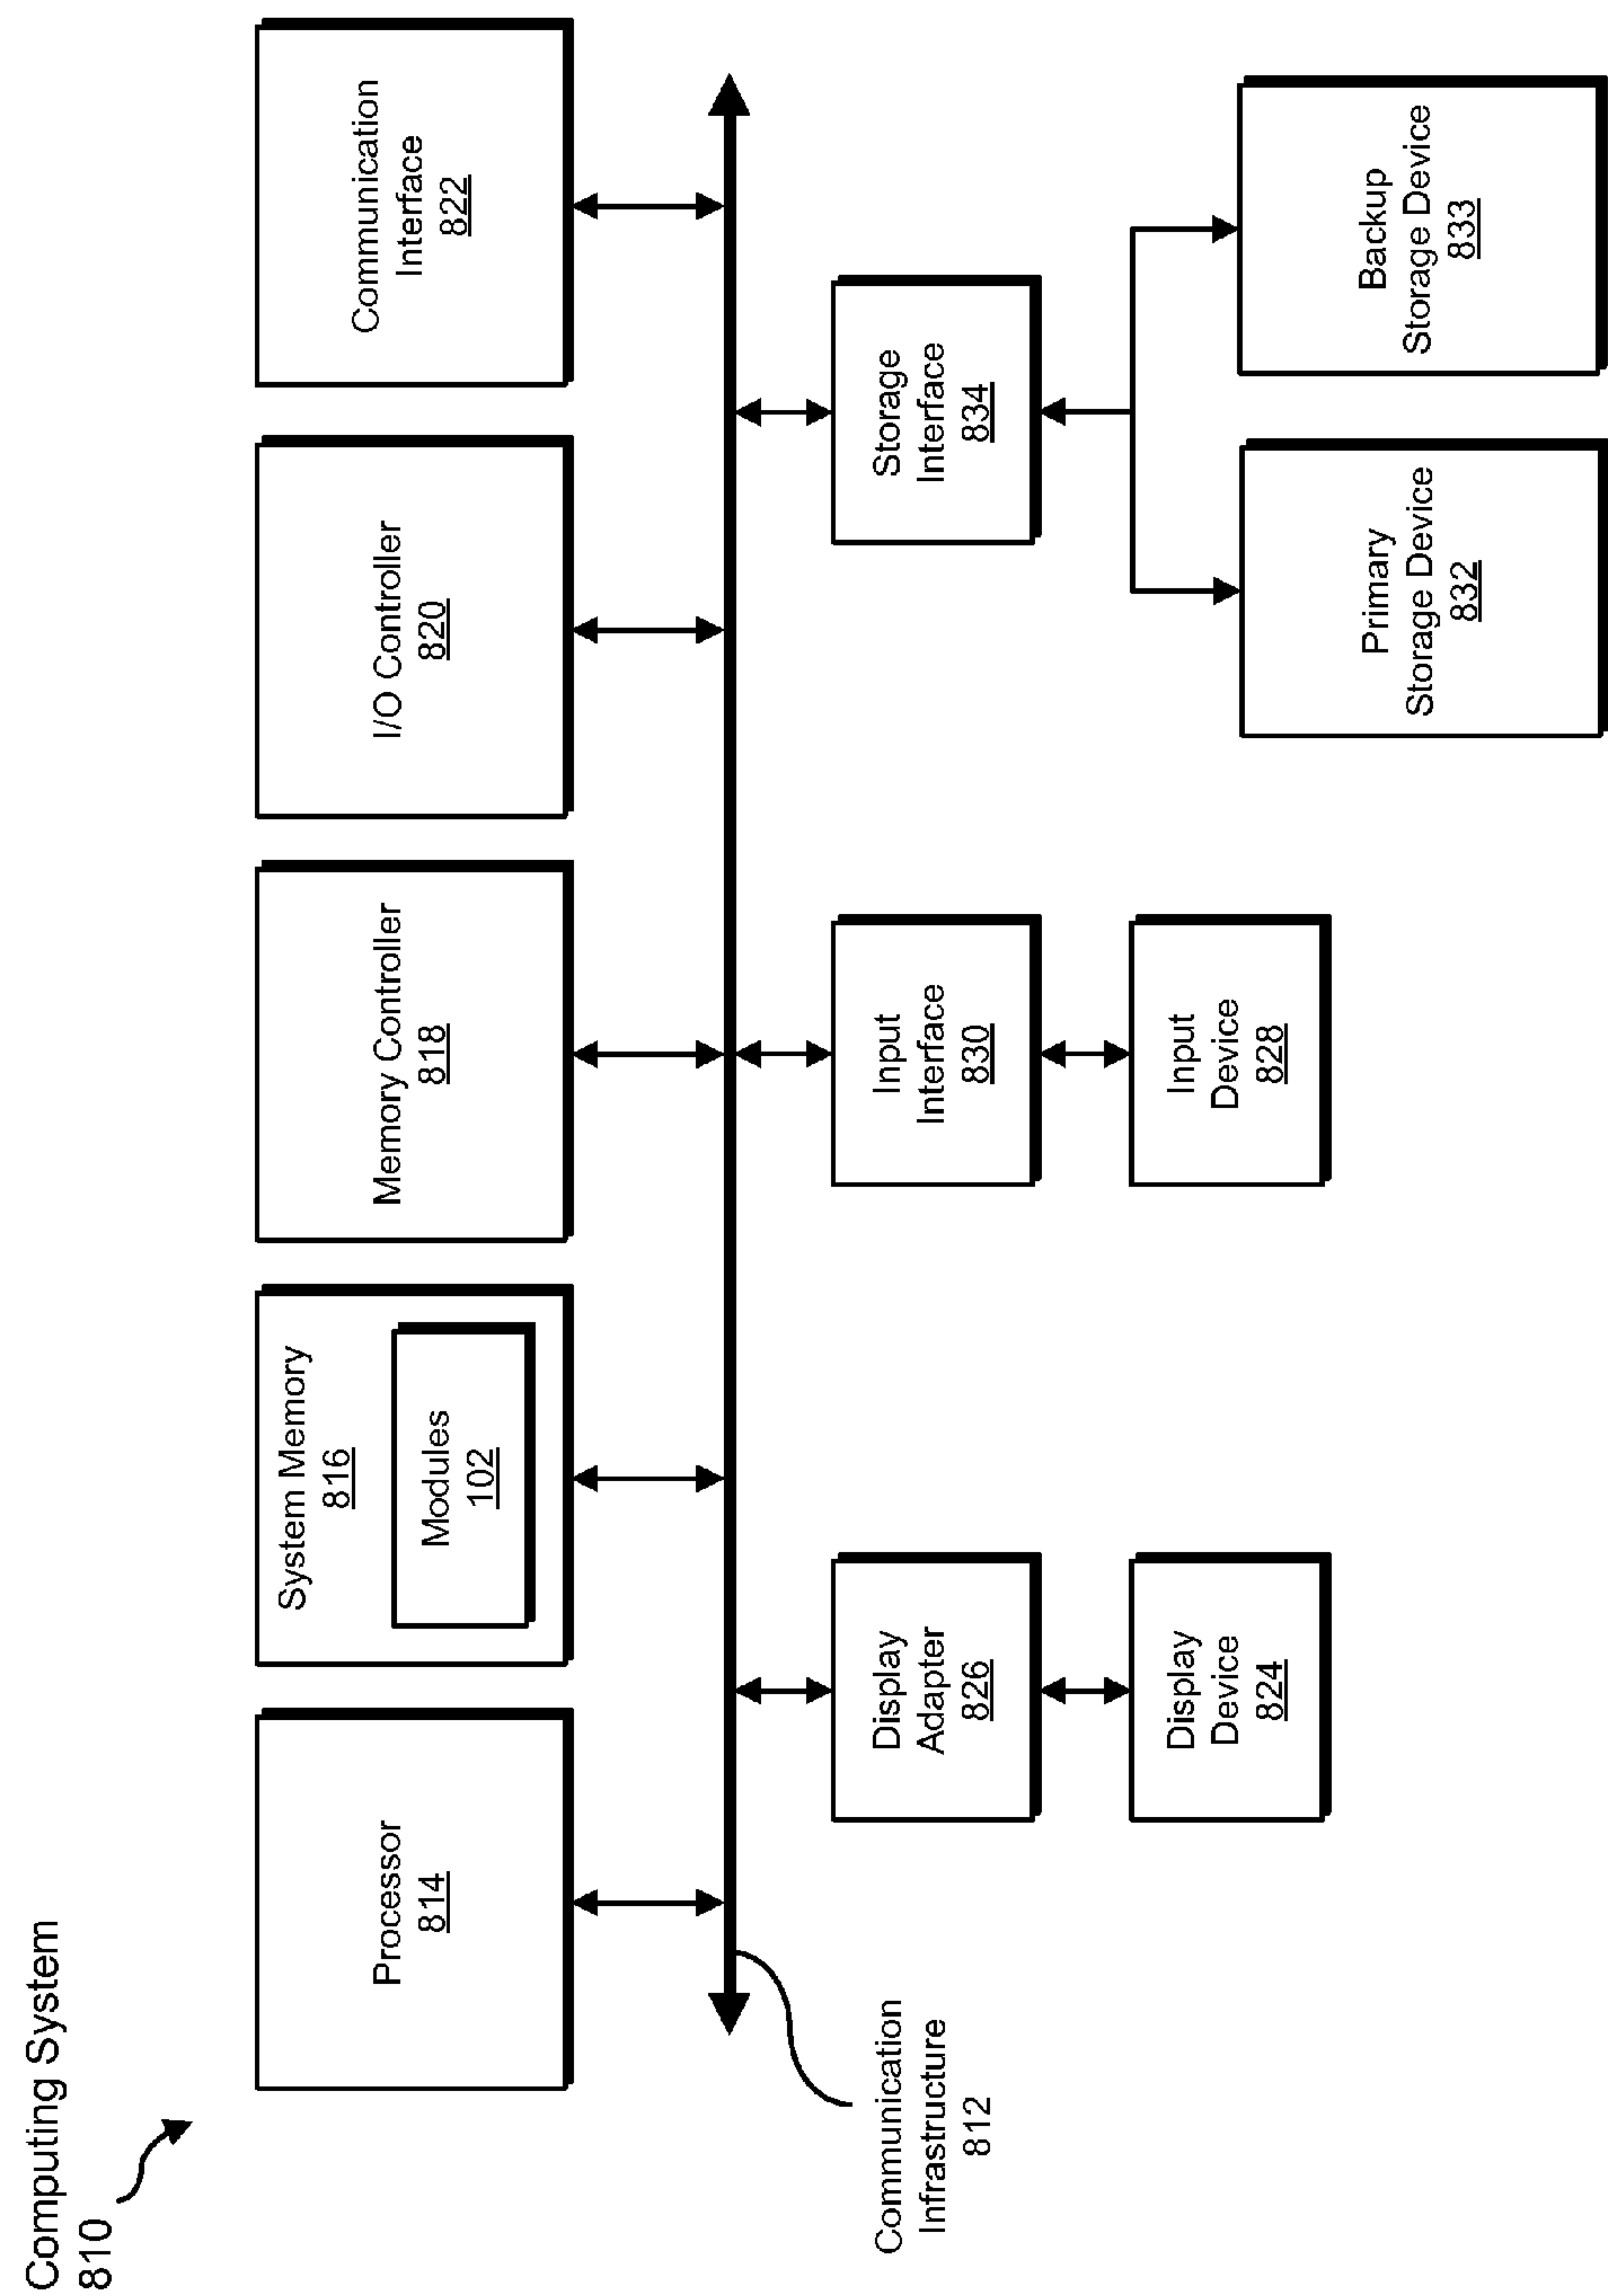 Computing System
810
Processor
814
System Memory
816
Modules
102
Memory Controller
818
I/O Controller
820
Communication
Interface
822
Communication
Infrastructure
812
Display
Adapter
826
Input
Interface
830
Storage
Interface
834
Display
Device
824
Input
Device
828
Primary
Storage Device
832
Backup
Storage Device
833